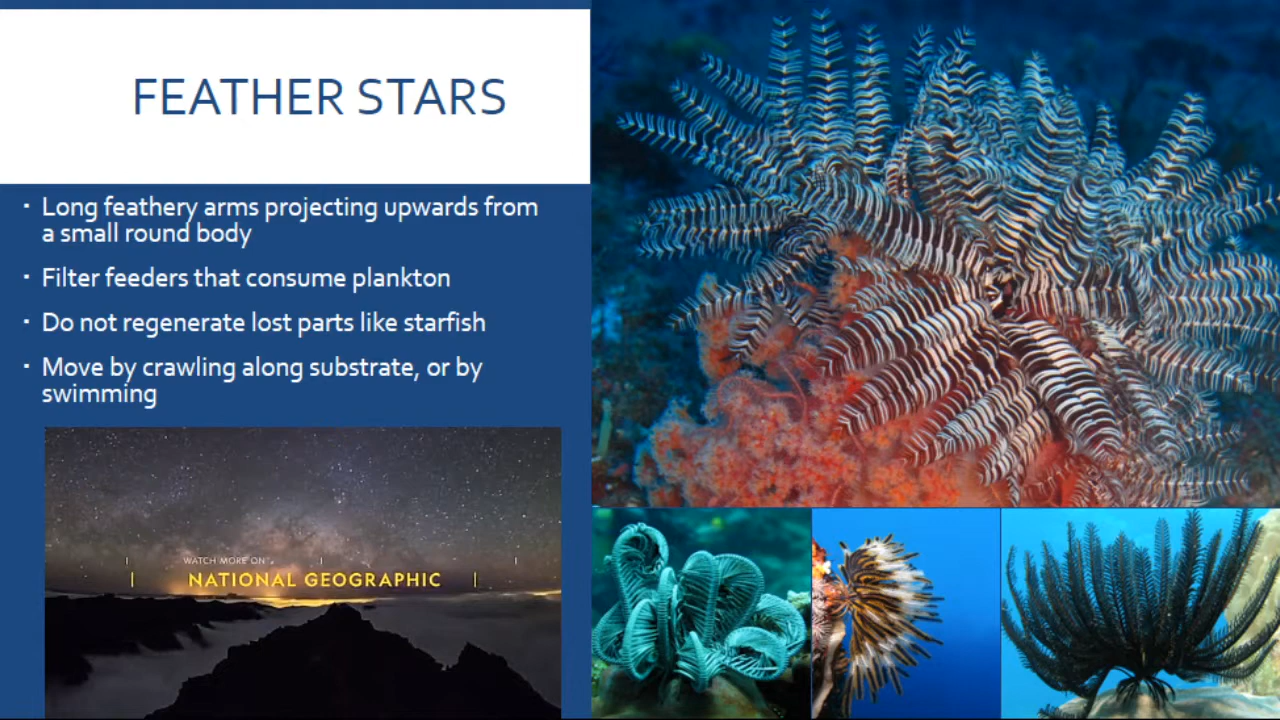 FEATHER STARS
▪ Long feathery arms projecting upwards from
a small round body
▪ Filter feeders that consume plankton
▪ Do not regenerate lost parts like starfish
▪ Move by crawling along substrate, or by
swimming
WATCH MORE ON
NATIONAL GEOGRAPHIC